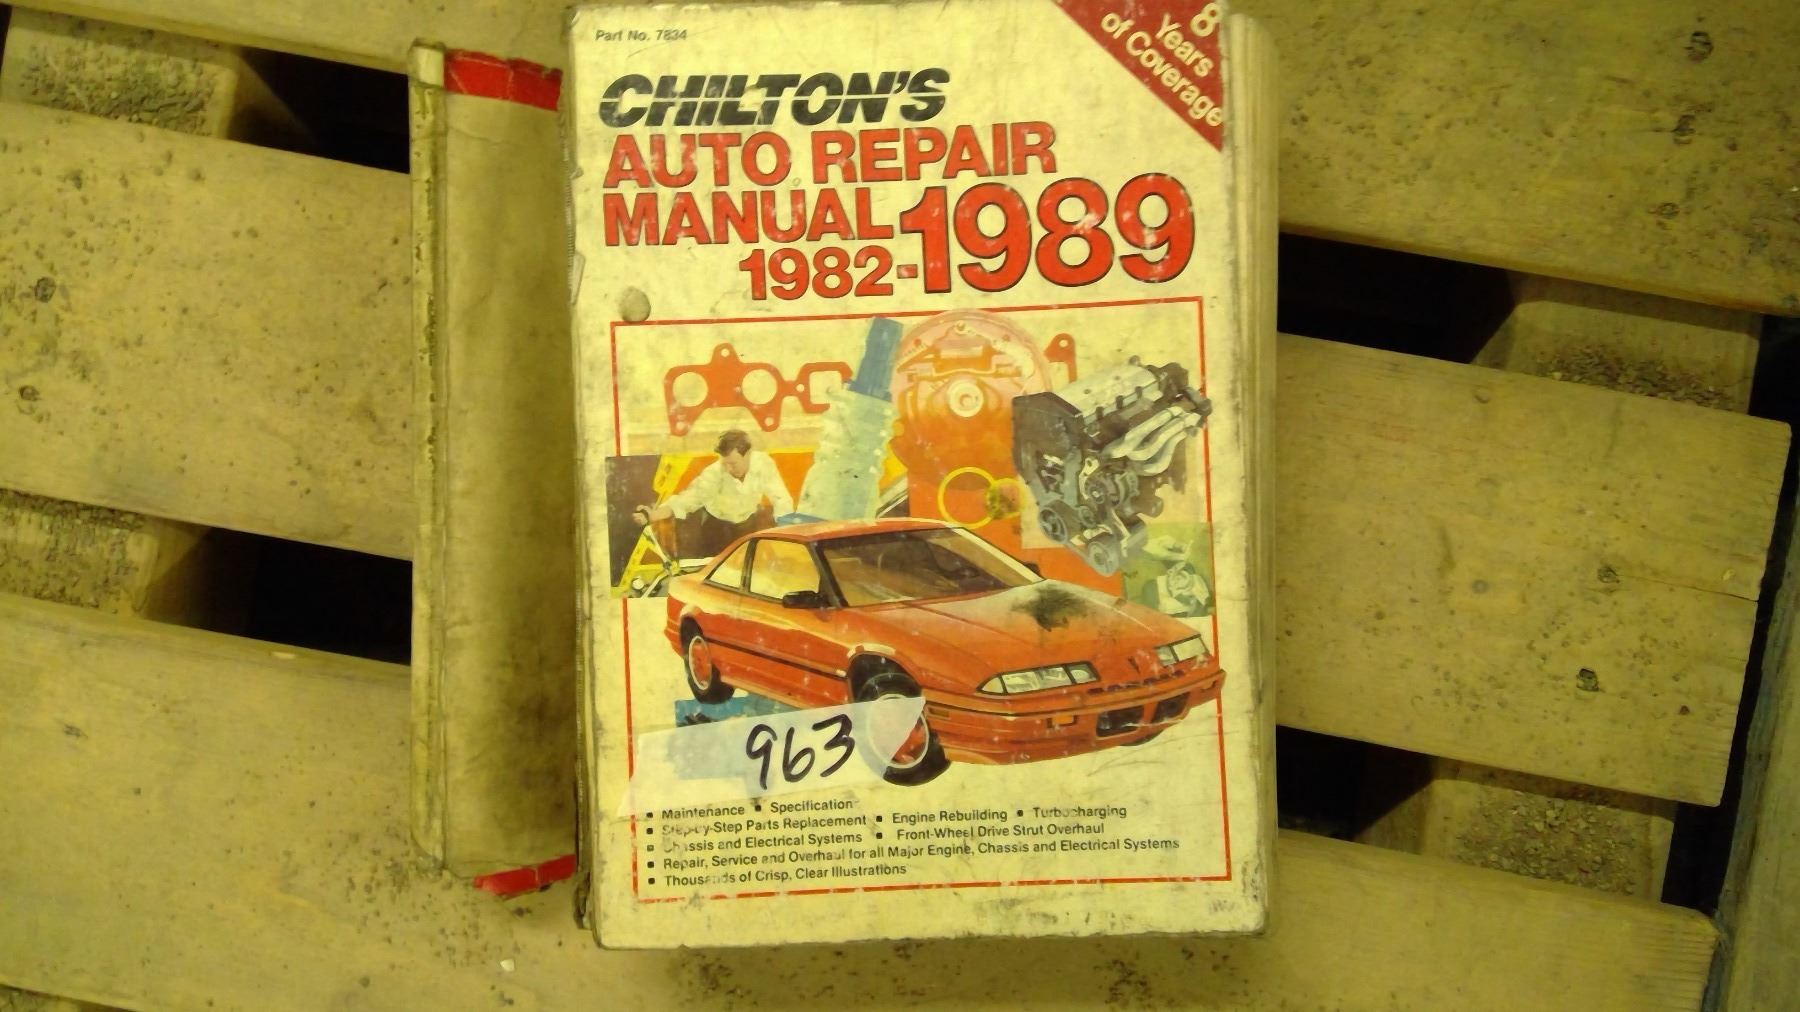 Part No. 7834
8
Years
of Coverage
CHILTON'S
AUTO REPAIR
MANUAL
1982-1989
963
▪ Maintenance ▪ Specification
▪ Step-by-Step Parts Replacement ▪ Engine Rebuilding ▪ Turbocharging
▪ Chassis and Electrical Systems ▪ Front-Wheel Drive Strut Overhaul
▪ Repair, Service and Overhaul for all Major Engine, Chassis and Electrical Systems
▪ Thousands of Crisp, Clear Illustrations